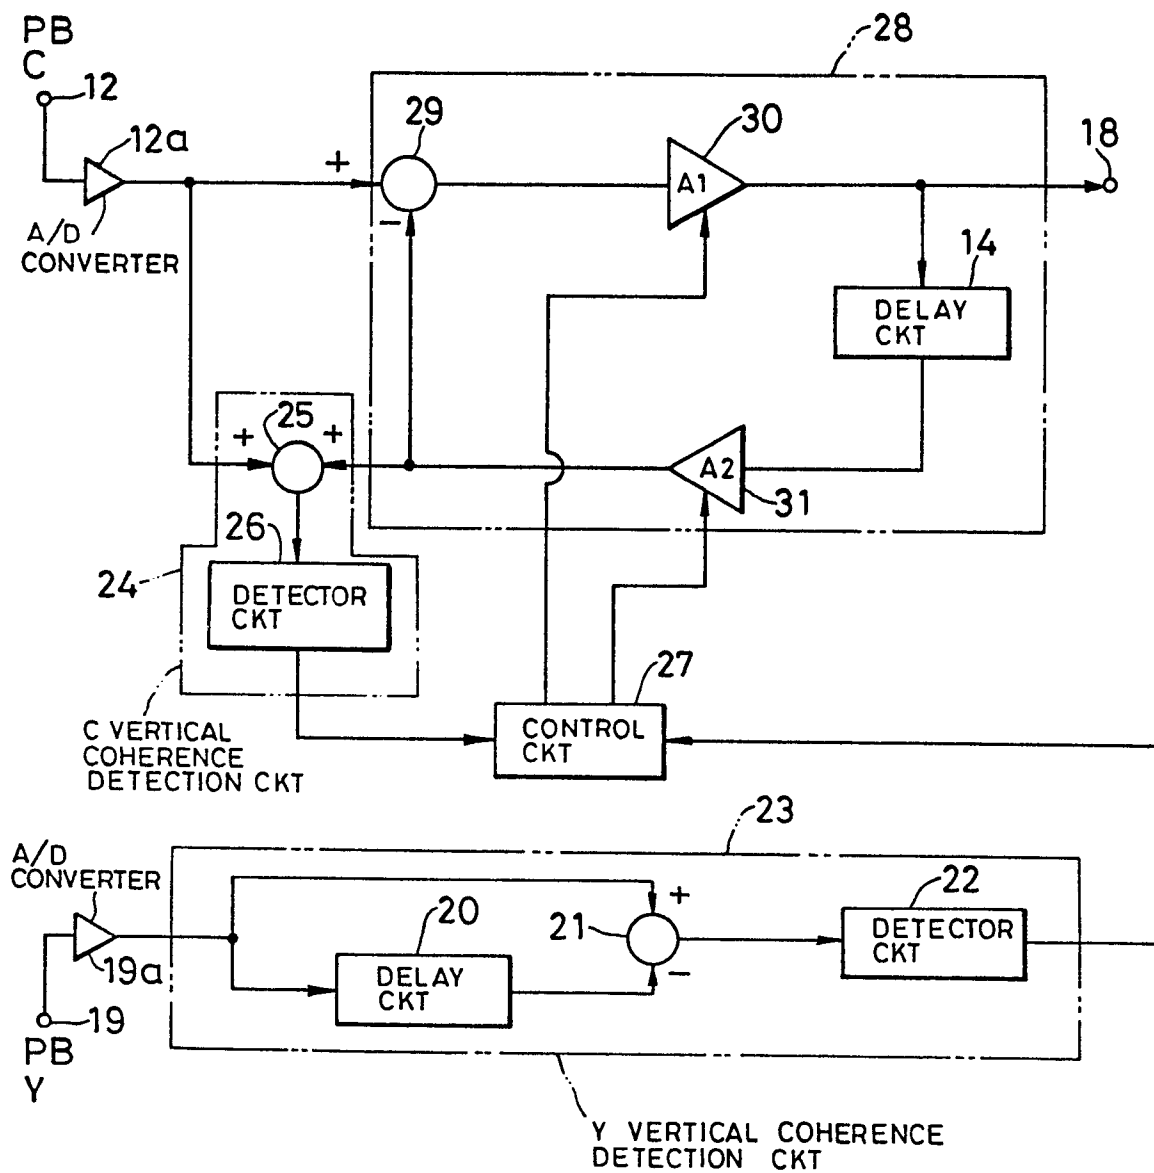 PB
C
12
12a
A/D
CONVERTER
28
29
+
−
30
A1
18
14
DELAY
CKT
25
+
+
A2
31
26
24
DETECTOR
CKT
27
CONTROL
CKT
C VERTICAL
COHERENCE
DETECTION CKT
23
A/D
CONVERTER
19a
19
PB
Y
20
DELAY
CKT
21
+
−
22
DETECTOR
CKT
Y VERTICAL COHERENCE
DETECTION CKT